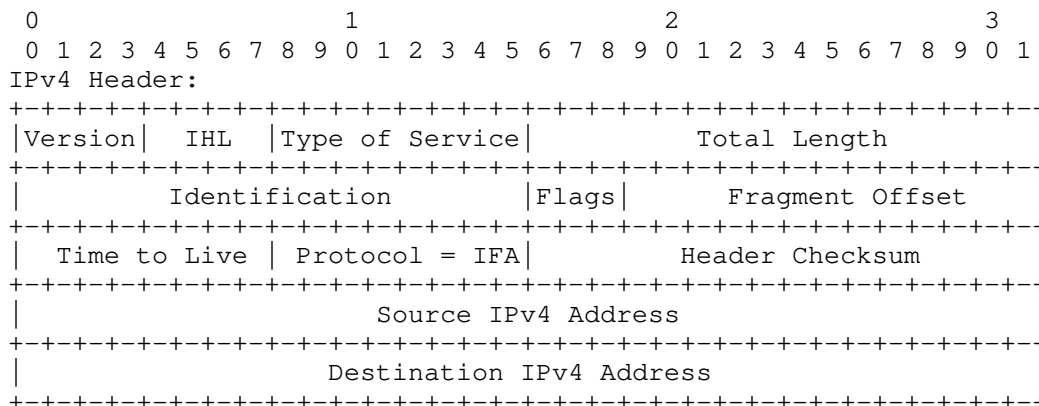 0                   1                   2                   3
0 1 2 3 4 5 6 7 8 9 0 1 2 3 4 5 6 7 8 9 0 1 2 3 4 5 6 7 8 9 0 1
IPv4 Header:
+-+-+-+-+-+-+-+-+-+-+-+-+-+-+-+-+-+-+-+-+-+-+-+-+-+-+-+-+-+-+-+--
|Version|  IHL  |Type of Service|          Total Length
+-+-+-+-+-+-+-+-+-+-+-+-+-+-+-+-+-+-+-+-+-+-+-+-+-+-+-+-+-+-+-+--
|         Identification        |Flags|      Fragment Offset
+-+-+-+-+-+-+-+-+-+-+-+-+-+-+-+-+-+-+-+-+-+-+-+-+-+-+-+-+-+-+-+--
|  Time to Live | Protocol = IFA|         Header Checksum
+-+-+-+-+-+-+-+-+-+-+-+-+-+-+-+-+-+-+-+-+-+-+-+-+-+-+-+-+-+-+-+--
|                      Source IPv4 Address
+-+-+-+-+-+-+-+-+-+-+-+-+-+-+-+-+-+-+-+-+-+-+-+-+-+-+-+-+-+-+-+--
|                   Destination IPv4 Address
+-+-+-+-+-+-+-+-+-+-+-+-+-+-+-+-+-+-+-+-+-+-+-+-+-+-+-+-+-+-+-+--